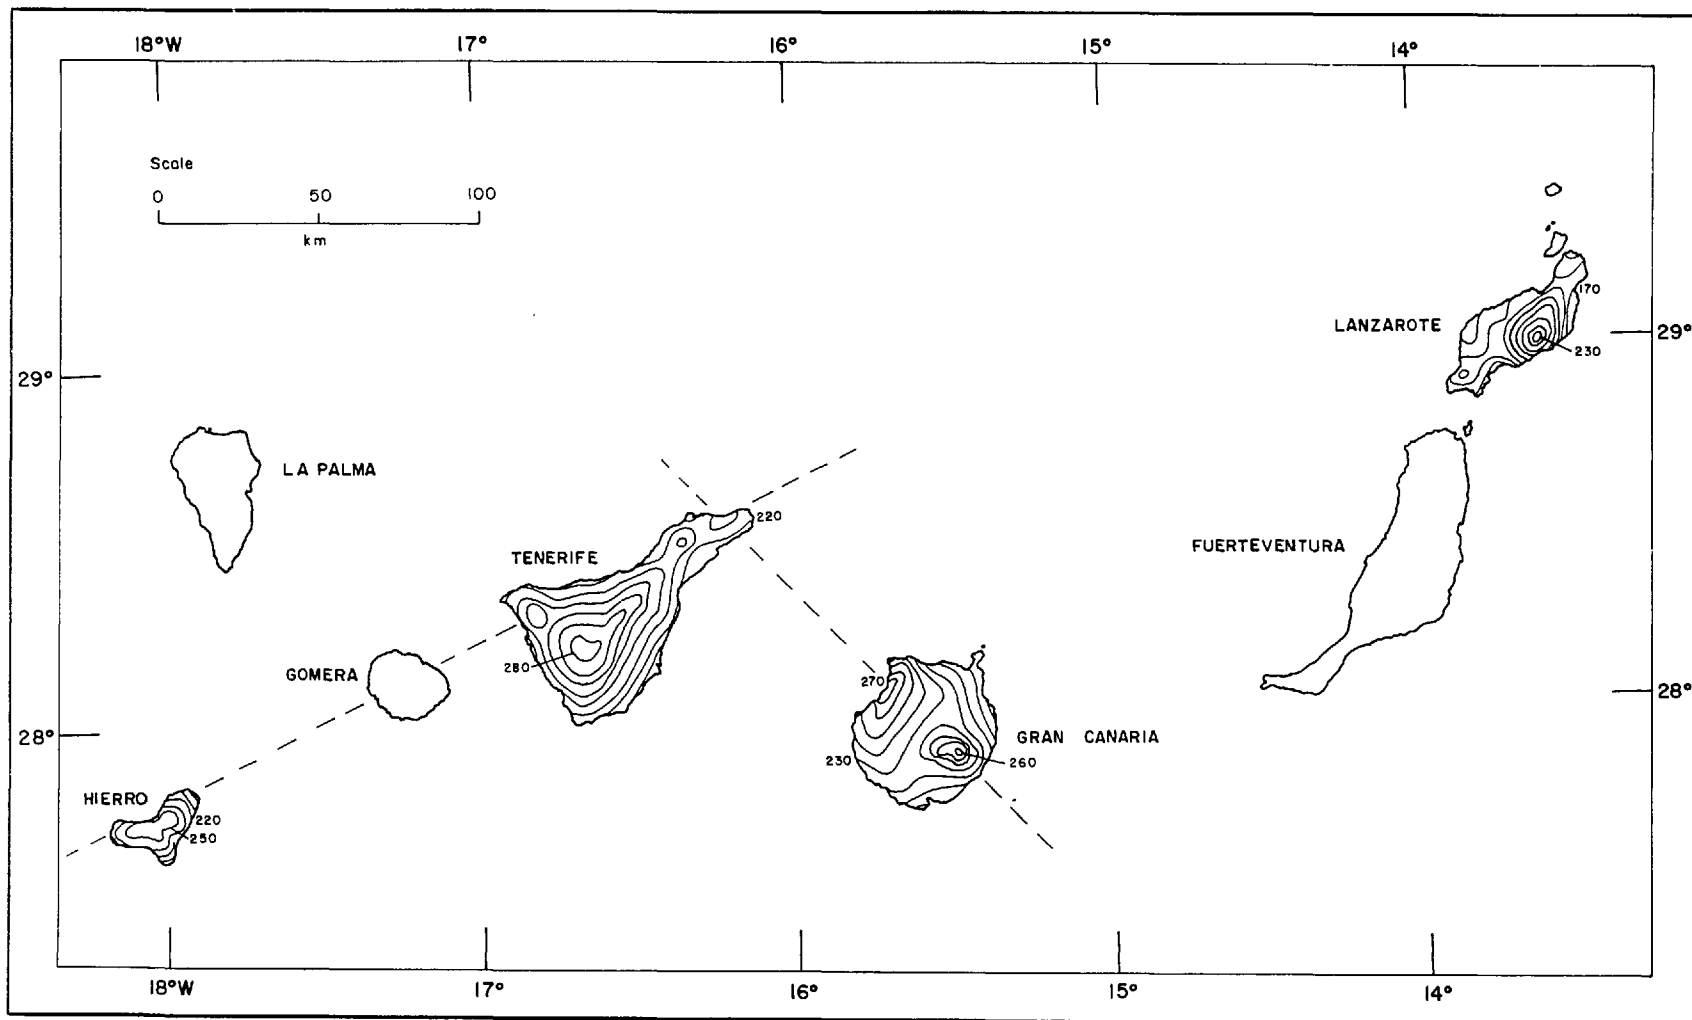 18°W 17° 16° 15° 14°
Scale
0 50 100
km
170
LANZAROTE
29°
230
29°
LA PALMA
220
TENERIFE
FUERTEVENTURA
280
GOMERA
270
28°
28°
GRAN CANARIA
230
260
HIERRO
220
250
18°W 17° 16° 15° 14°